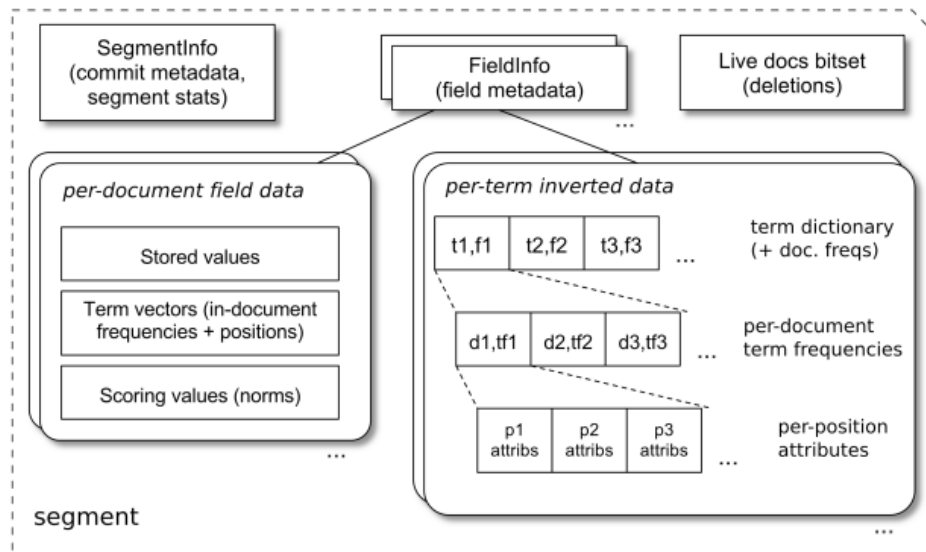 SegmentInfo
(commit metadata,
segment stats)
FieldInfo
(field metadata)
...
Live docs bitset
(deletions)
per-document field data
Stored values
Term vectors (in-document
frequencies + positions)
Scoring values (norms)
...
per-term inverted data
t1,f1 t2,f2 t3,f3 ...
term dictionary
(+ doc. freqs)
d1,tf1 d2,tf2 d3,tf3 ...
per-document
term frequencies
p1 attribs p2 attribs p3 attribs ...
per-position
attributes
...
segment